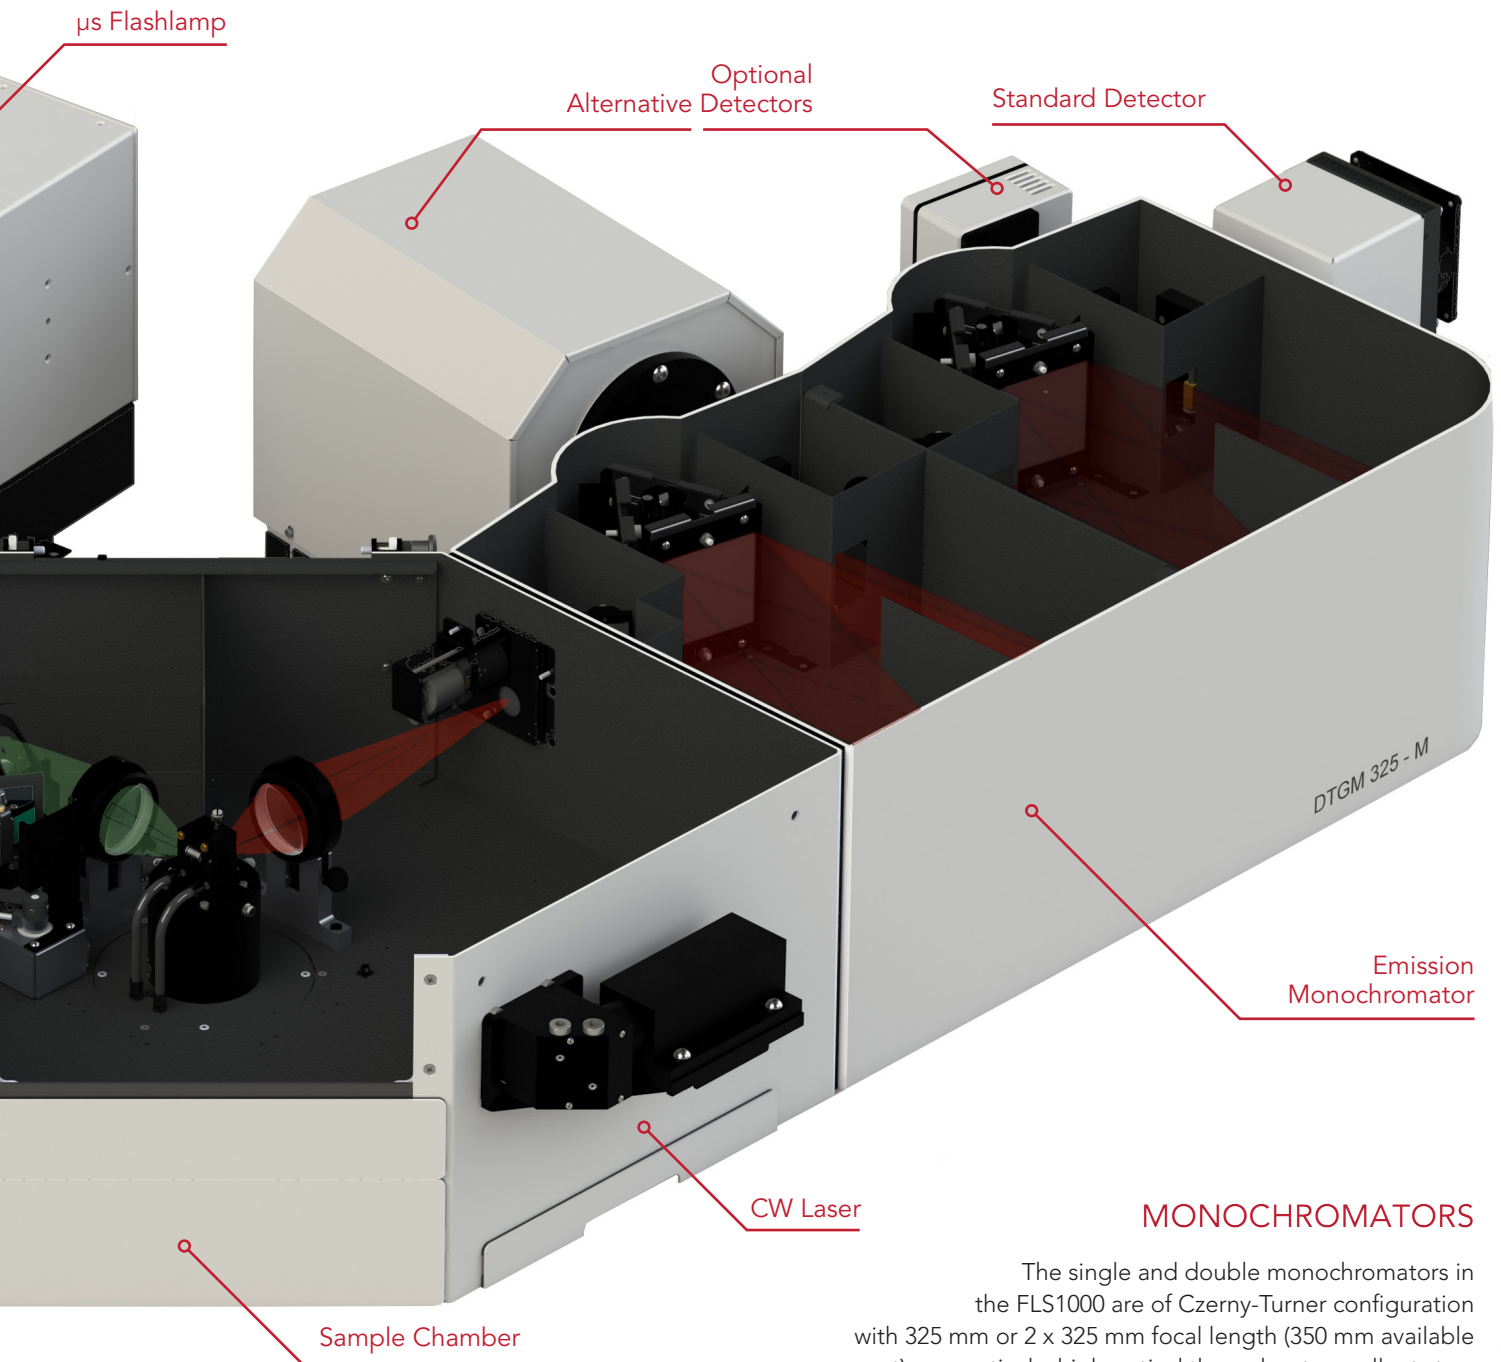 µs Flashlamp
Optional
Alternative Detectors
Standard Detector
DTGM 325 - M
Emission
Monochromator
CW Laser
Sample Chamber
MONOCHROMATORS
The single and double monochromators in
the FLS1000 are of Czerny-Turner configuration
with 325 mm or 2 x 325 mm focal length (350 mm available